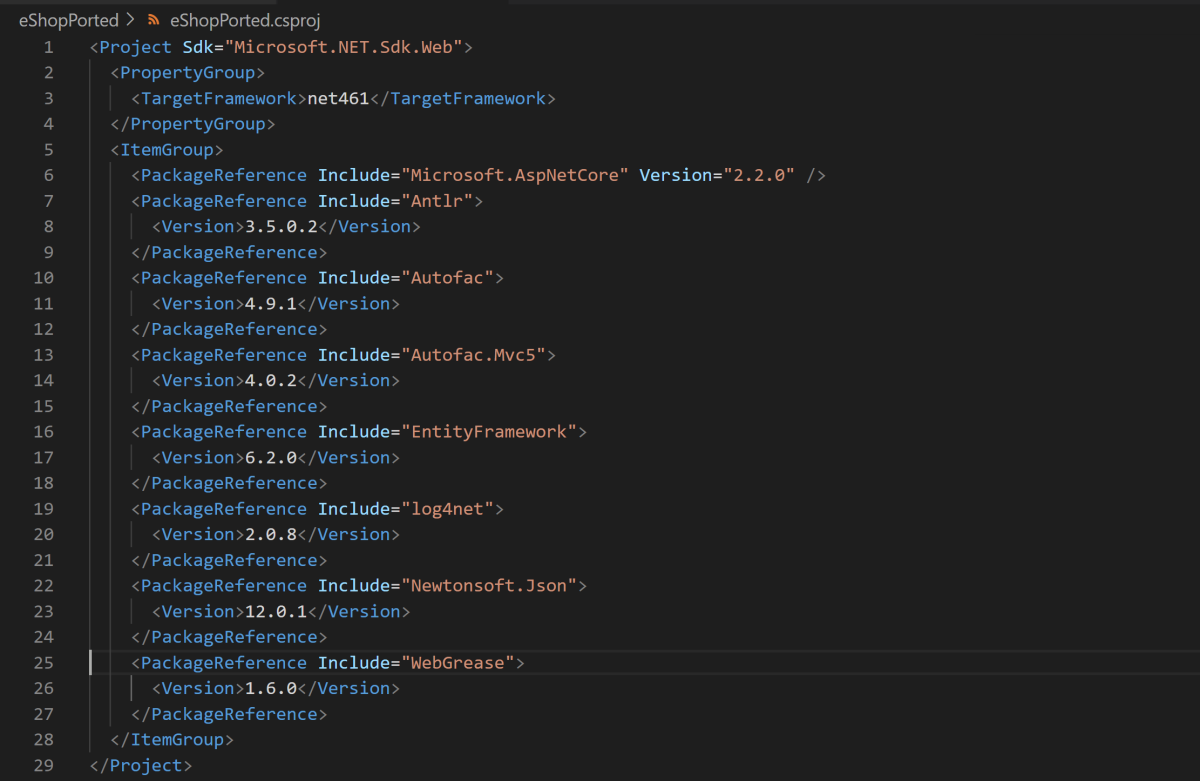 eShopPorted > eShopPorted.csproj
1 <Project Sdk="Microsoft.NET.Sdk.Web">
2 <PropertyGroup>
3 <TargetFramework>net461</TargetFramework>
4 </PropertyGroup>
5 <ItemGroup>
6 <PackageReference Include="Microsoft.AspNetCore" Version="2.2.0" />
7 <PackageReference Include="Antlr">
8 <Version>3.5.0.2</Version>
9 </PackageReference>
10 <PackageReference Include="Autofac">
11 <Version>4.9.1</Version>
12 </PackageReference>
13 <PackageReference Include="Autofac.Mvc5">
14 <Version>4.0.2</Version>
15 </PackageReference>
16 <PackageReference Include="EntityFramework">
17 <Version>6.2.0</Version>
18 </PackageReference>
19 <PackageReference Include="log4net">
20 <Version>2.0.8</Version>
21 </PackageReference>
22 <PackageReference Include="Newtonsoft.Json">
23 <Version>12.0.1</Version>
24 </PackageReference>
25 <PackageReference Include="WebGrease">
26 <Version>1.6.0</Version>
27 </PackageReference>
28 </ItemGroup>
29 </Project>